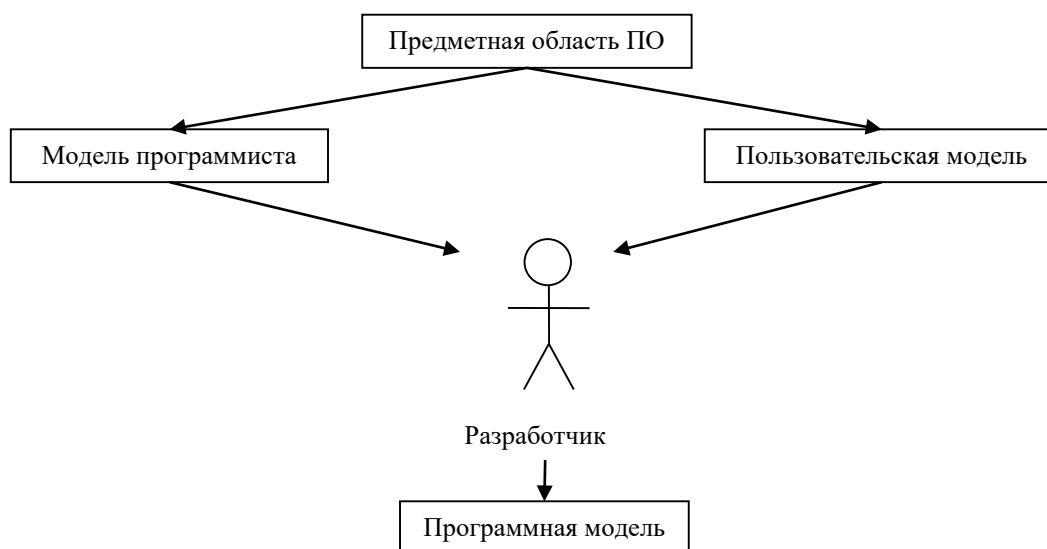 Предметная область ПО
Модель программиста
Пользовательская модель
Разработчик
Программная модель